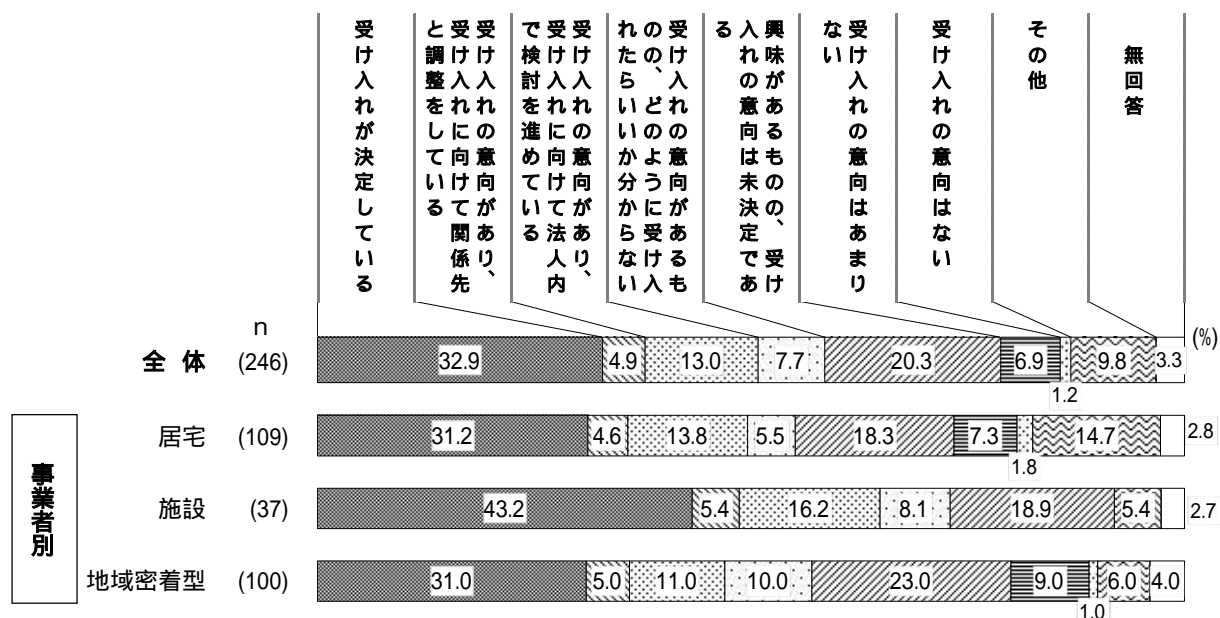 受け入れが決定している
受け入れの意向があり、
受け入れに向けて関係先
と調整をしている
受け入れの意向があり、
受け入れに向けて法人内
で検討を進めている
受け入れの意向があるも
のの、どのように受け入
れたらいいか分からない
興味があるものの、受け
入れの意向は未決定であ
る
受け入れの意向はあまり
ない
受け入れの意向はない
その他
無回答
n
(%)
全 体 (246) 32.9 4.9 13.0 7.7 20.3 6.9 1.2 9.8 3.3
事業者別
居宅 (109) 31.2 4.6 13.8 5.5 18.3 7.3 1.8 14.7 2.8
施設 (37) 43.2 5.4 16.2 8.1 18.9 5.4 2.7
地域密着型 (100) 31.0 5.0 11.0 10.0 23.0 9.0 1.0 6.0 4.0